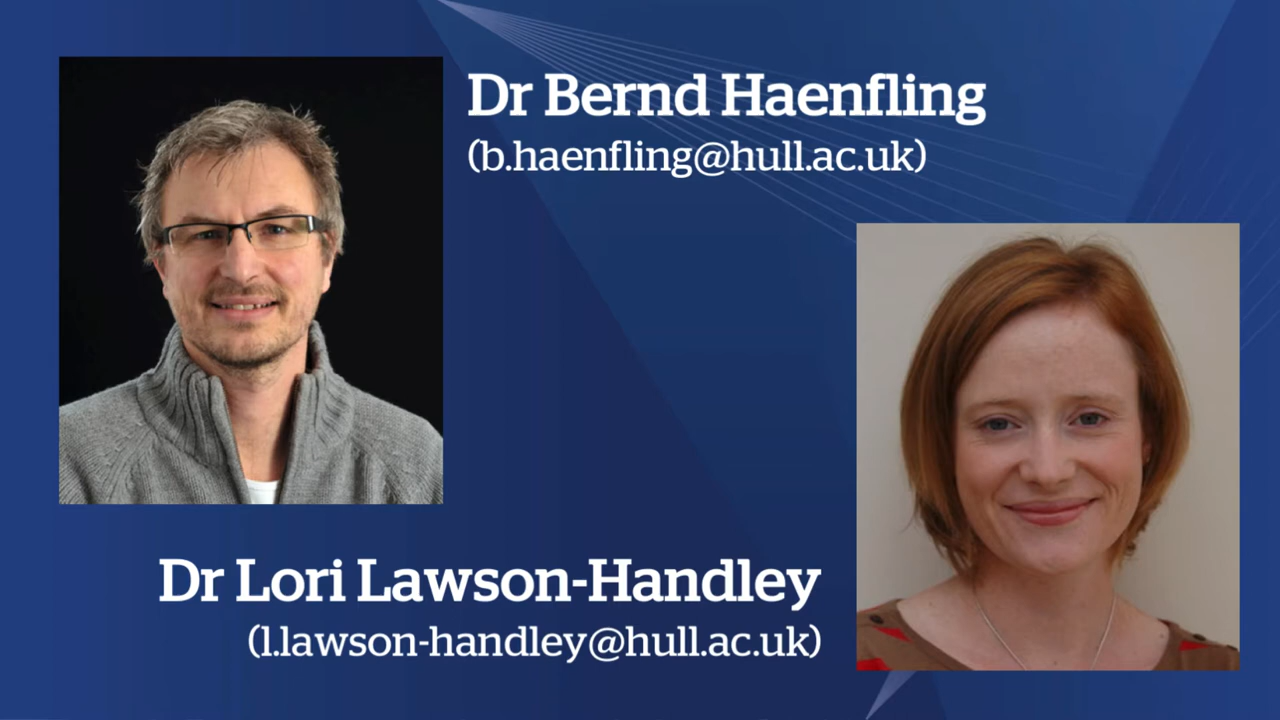 Dr Bernd Haenfling
(b.haenfling@hull.ac.uk)
Dr Lori Lawson-Handley
(l.lawson-handley@hull.ac.uk)